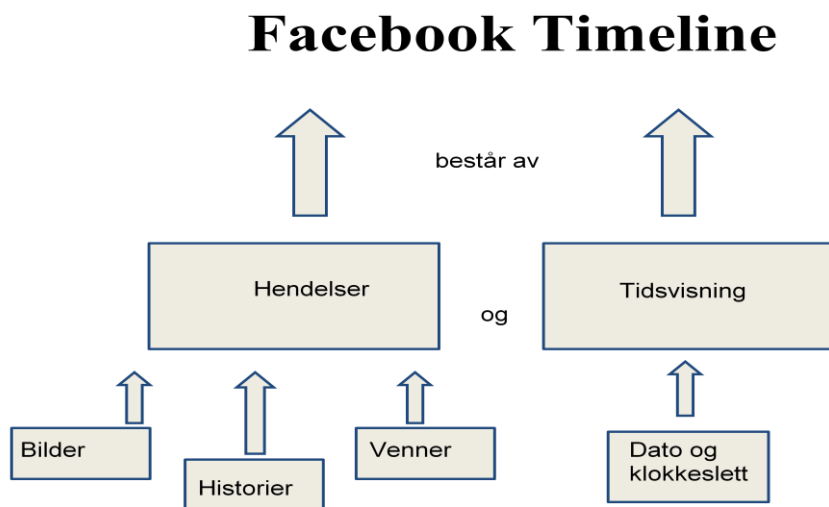 Facebook Timeline
består av
Hendelser
og
Tidsvisning
Bilder
Historier
Venner
Dato og
klokkeslett